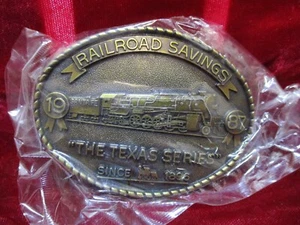 RAILROAD SAVINGS
19
"THE TEXAS SERIES"
SINCE